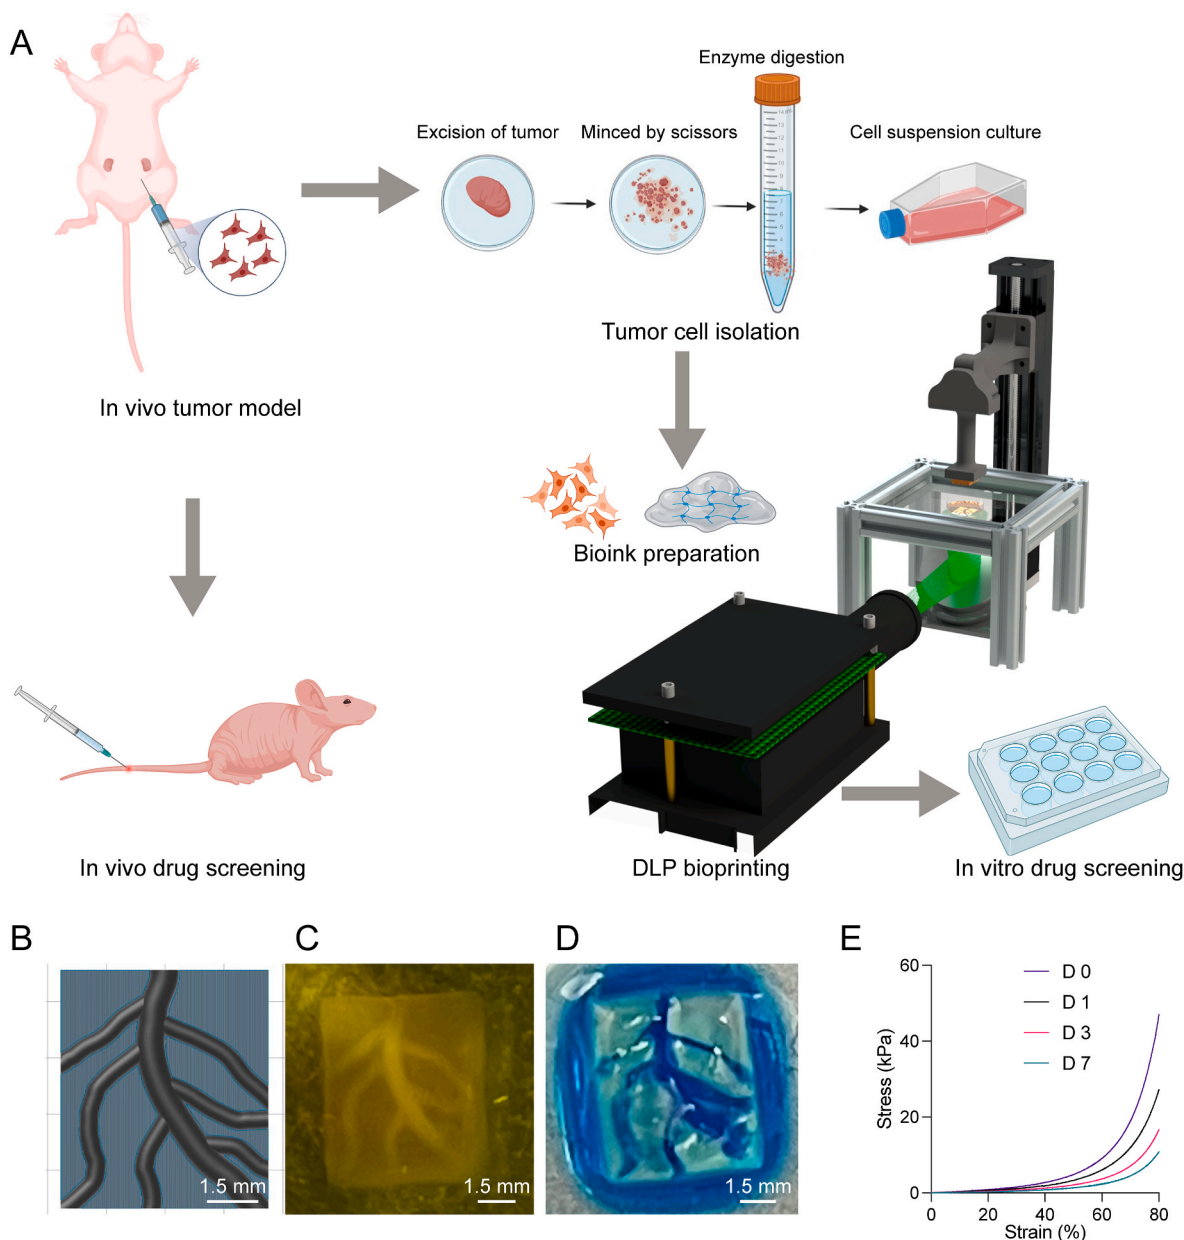 A
Enzyme digestion
Excision of tumor
Minced by scissors
Cell suspension culture
Tumor cell isolation
In vivo tumor model
Bioink preparation
In vivo drug screening
DLP bioprinting
In vitro drug screening
B
C
D
E
1.5 mm
1.5 mm
1.5 mm
60
40
20
0
Stress (kPa)
D 0
D 1
D 3
D 7
0
20
40
60
80
Strain (%)